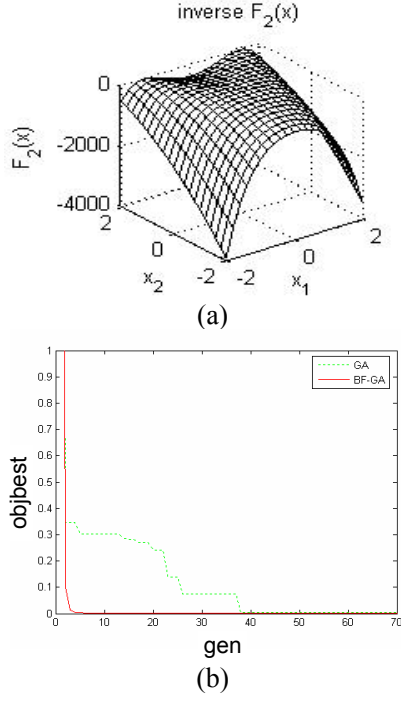 inverse F₂(x)
0
-2000
-4000
F₂(x)
2
0
-2
x₂
-2
0
2
x₁
(a)
1
0.9
0.8
0.7
0.6
0.5
0.4
0.3
0.2
0.1
0
objbest
GA
BF-GA
0 10 20 30 40 50 60 70
gen
(b)